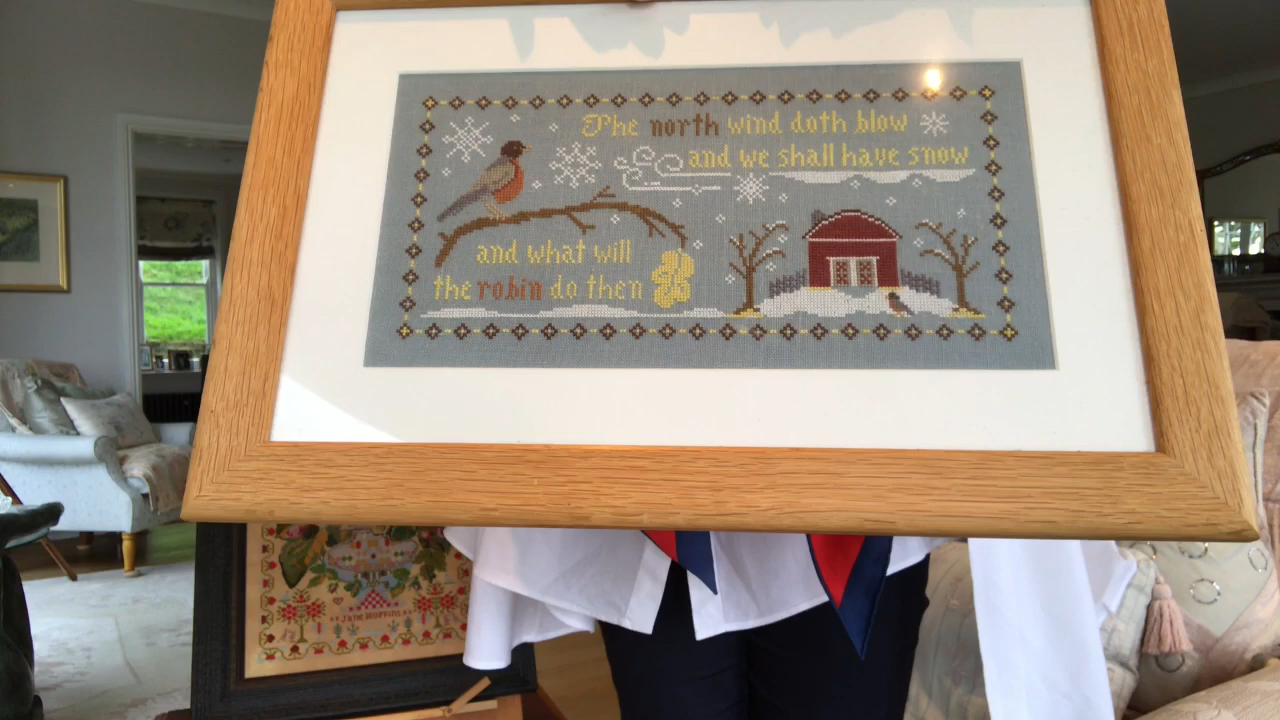 The north wind doth blow
and we shall have snow
and what will
the robin do then